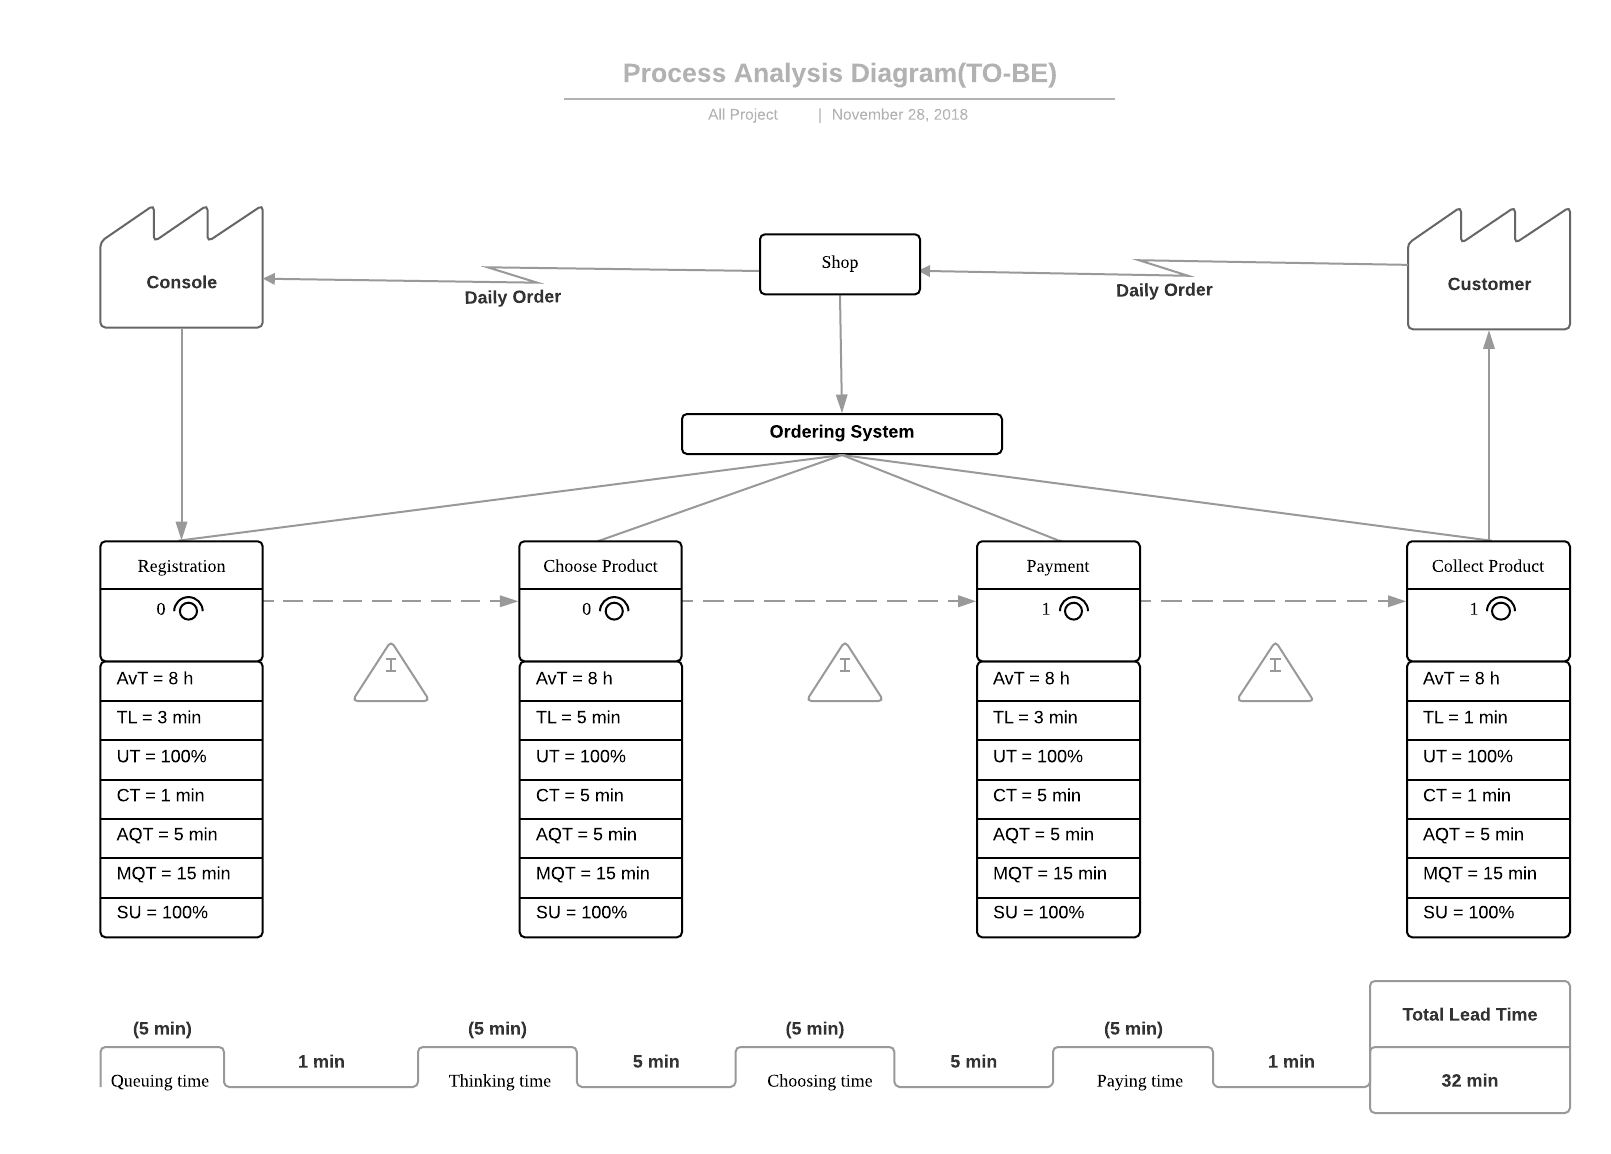 Process Analysis Diagram(TO-BE)
All Project | November 28, 2018
Console
Daily Order
Shop
Daily Order
Customer
Ordering System
Registration
0
AvT = 8 h
TL = 3 min
UT = 100%
CT = 1 min
AQT = 5 min
MQT = 15 min
SU = 100%
I
Choose Product
0
AvT = 8 h
TL = 5 min
UT = 100%
CT = 5 min
AQT = 5 min
MQT = 15 min
SU = 100%
I
Payment
1
AvT = 8 h
TL = 3 min
UT = 100%
CT = 5 min
AQT = 5 min
MQT = 15 min
SU = 100%
I
Collect Product
1
AvT = 8 h
TL = 1 min
UT = 100%
CT = 1 min
AQT = 5 min
MQT = 15 min
SU = 100%
(5 min)
Queuing time
1 min
(5 min)
Thinking time
5 min
(5 min)
Choosing time
5 min
(5 min)
Paying time
1 min
Total Lead Time
32 min